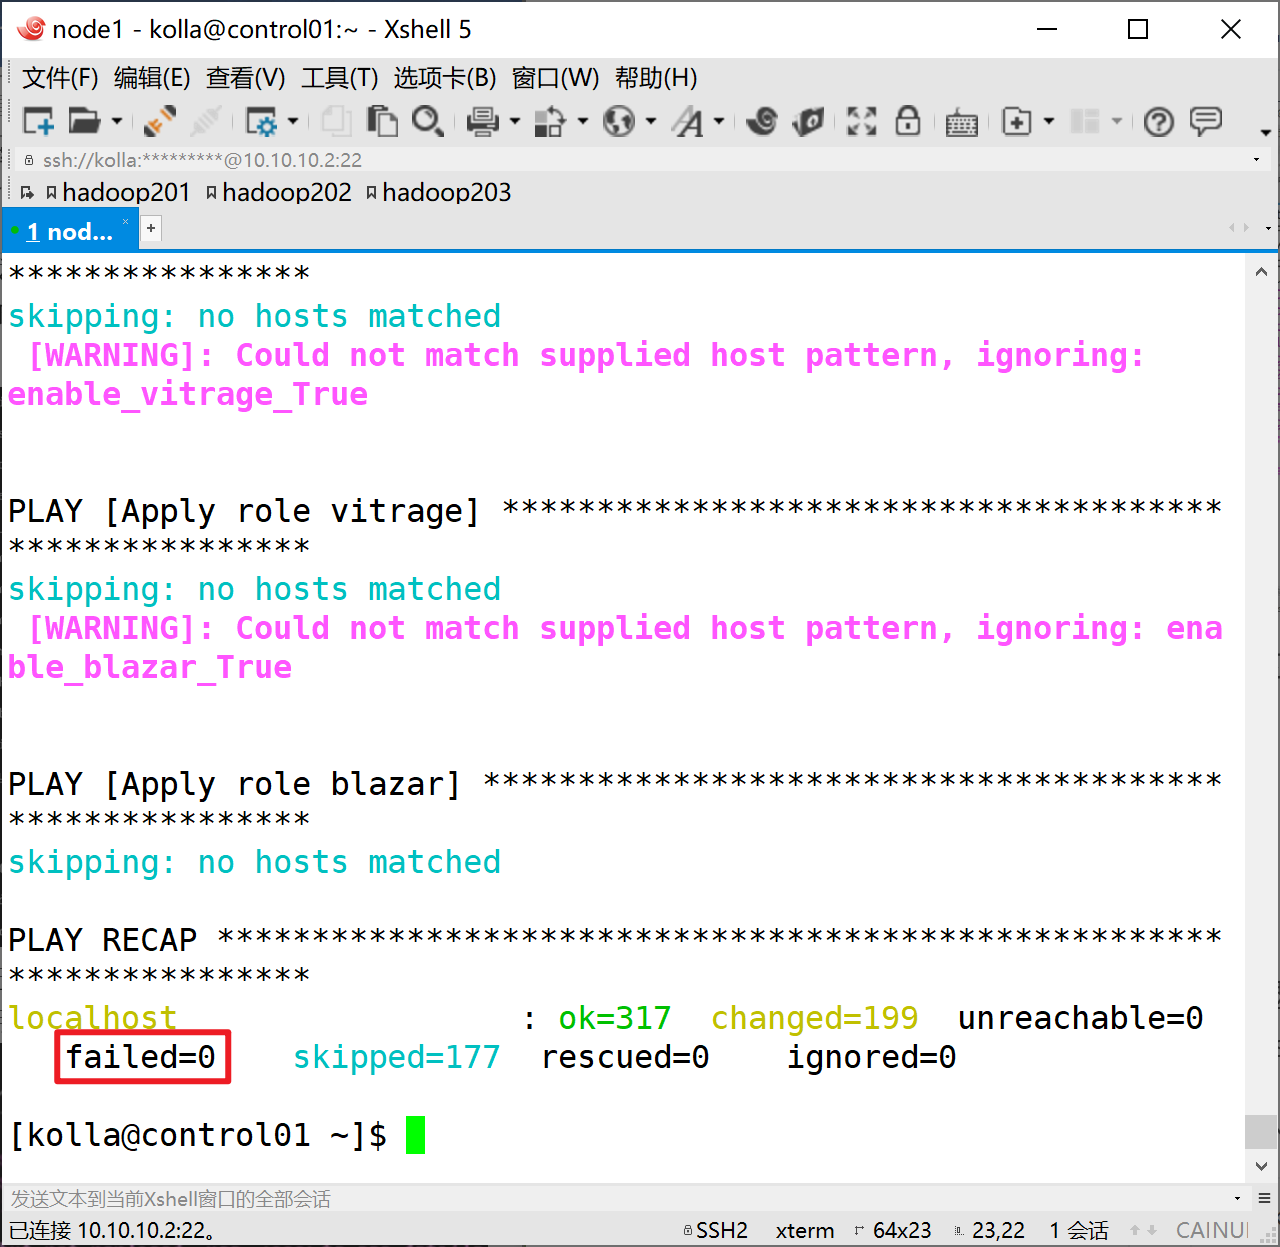 node1 - kolla@control01:~ - Xshell 5
文件(F) 编辑(E) 查看(V) 工具(T) 选项卡(B) 窗口(W) 帮助(H)
ssh://kolla:*********@10.10.10.2:22
hadoop201 hadoop202 hadoop203
1 nod... × +
****************
skipping: no hosts matched
[WARNING]: Could not match supplied host pattern, ignoring:
enable_vitrage_True
PLAY [Apply role vitrage] **************************************
****************
skipping: no hosts matched
[WARNING]: Could not match supplied host pattern, ignoring: ena
ble_blazar_True
PLAY [Apply role blazar] ***************************************
****************
skipping: no hosts matched
PLAY RECAP *****************************************************
****************
localhost : ok=317 changed=199 unreachable=0
failed=0 skipped=177 rescued=0 ignored=0
[kolla@control01 ~]$
发送文本到当前Xshell窗口的全部会话
已连接 10.10.10.2:22。 SSH2 xterm 64x23 23,22 1 会话